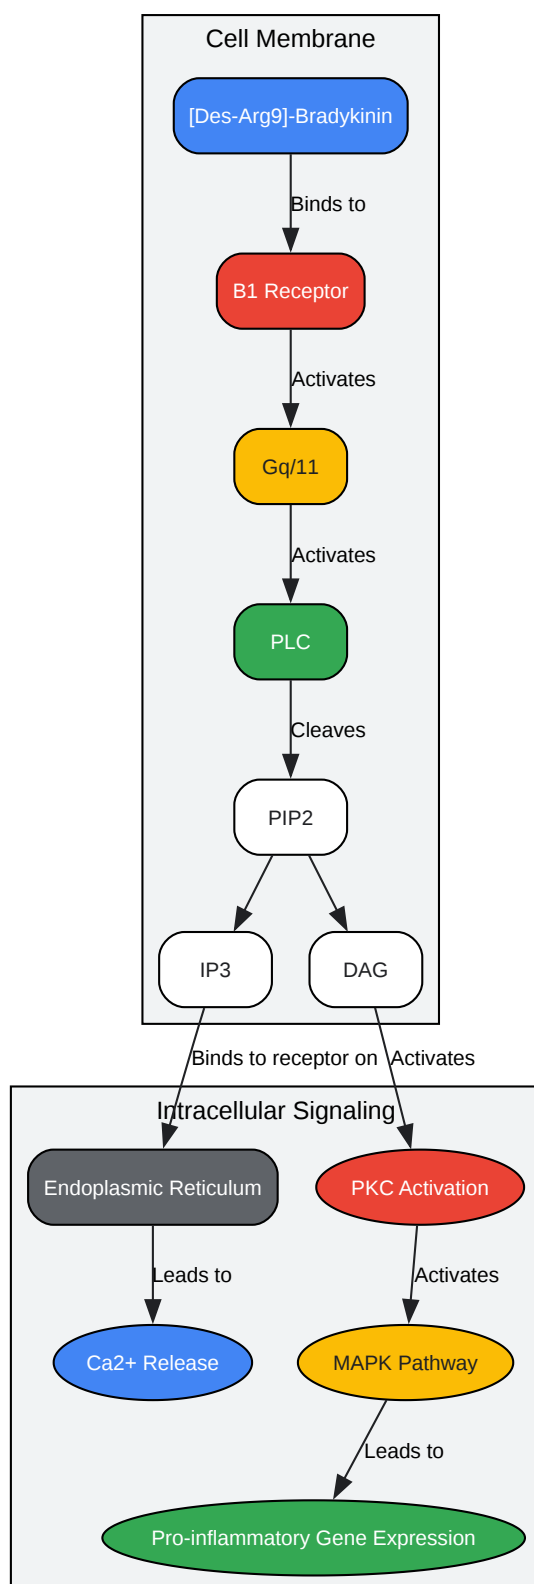 Cell Membrane
[Des-Arg9]-Bradykinin
Binds to
B1 Receptor
Activates
Gq/11
Activates
PLC
Cleaves
PIP2
IP3
DAG
Binds to receptor on
Activates
Intracellular Signaling
Endoplasmic Reticulum
PKC Activation
Leads to
Activates
Ca2+ Release
MAPK Pathway
Leads to
Pro-inflammatory Gene Expression